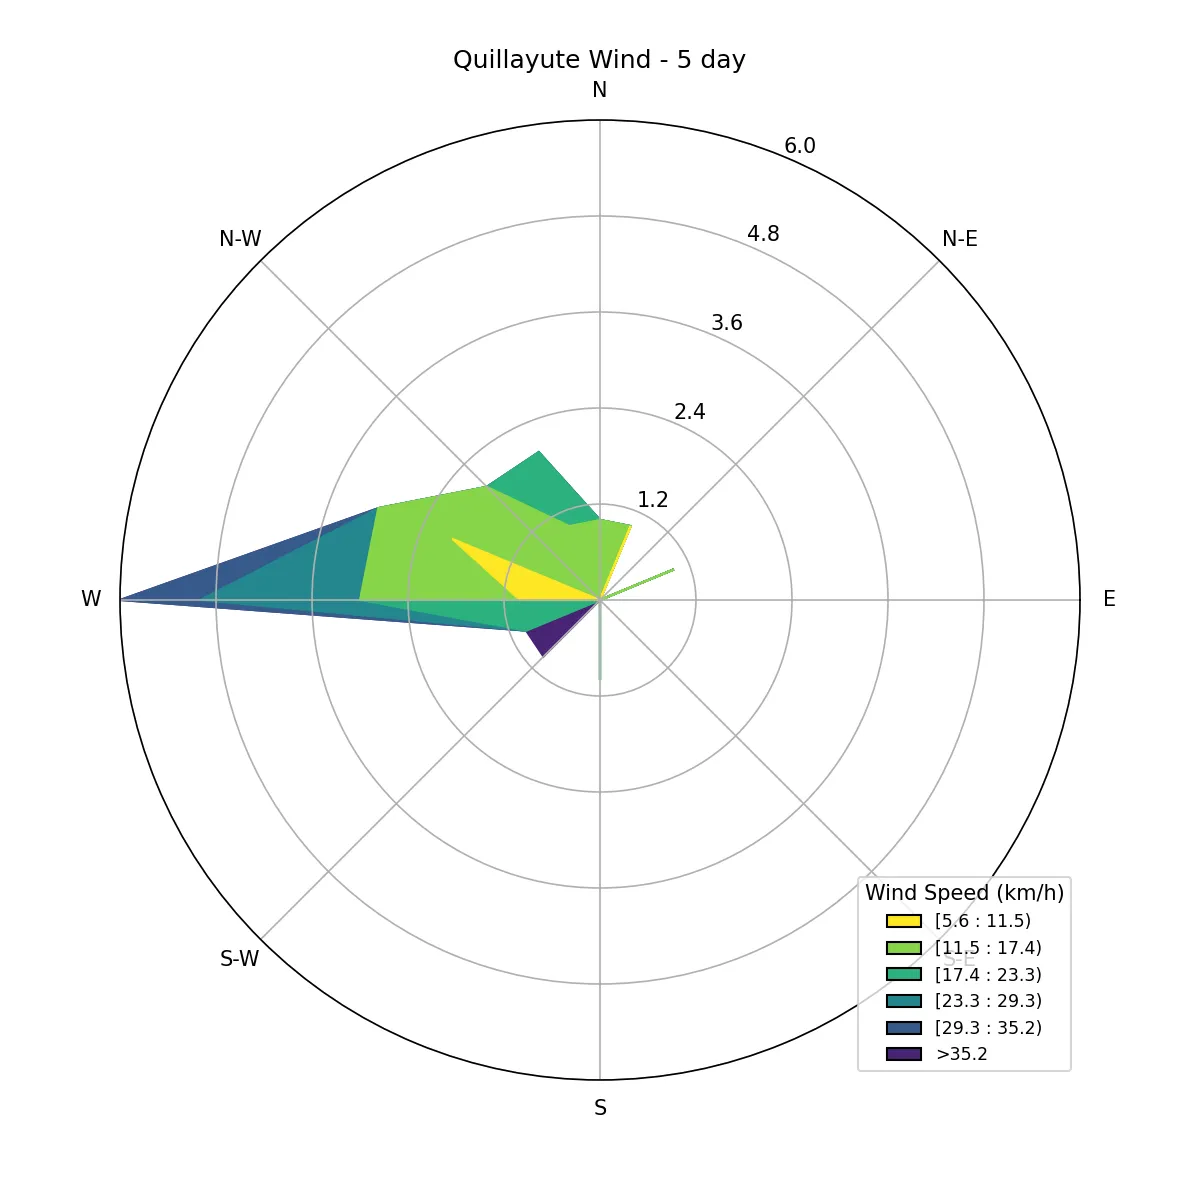 Quillayute Wind - 5 day
N
6.0
4.8
N-W
N-E
3.6
2.4
1.2
W
E
Wind Speed (km/h)
[5.6 : 11.5)
[11.5 : 17.4)
S-W
S-E
[17.4 : 23.3)
[23.3 : 29.3)
[29.3 : 35.2)
>35.2
S